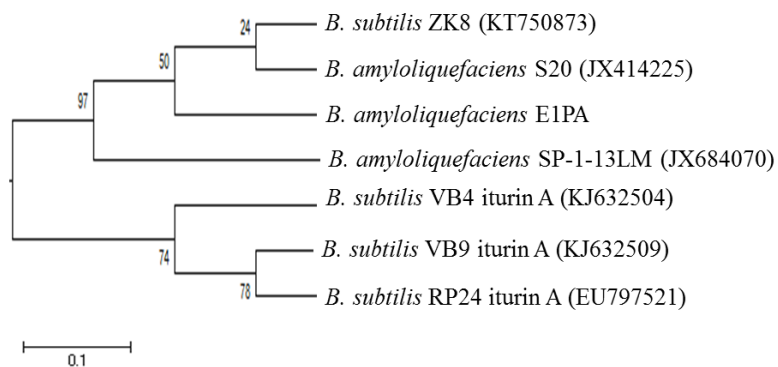 24
B. subtilis ZK8 (KT750873)
50
B. amyloliquefaciens S20 (JX414225)
97
B. amyloliquefaciens E1PA
B. amyloliquefaciens SP-1-13LM (JX684070)
B. subtilis VB4 iturin A (KJ632504)
74
B. subtilis VB9 iturin A (KJ632509)
78
B. subtilis RP24 iturin A (EU797521)
0.1